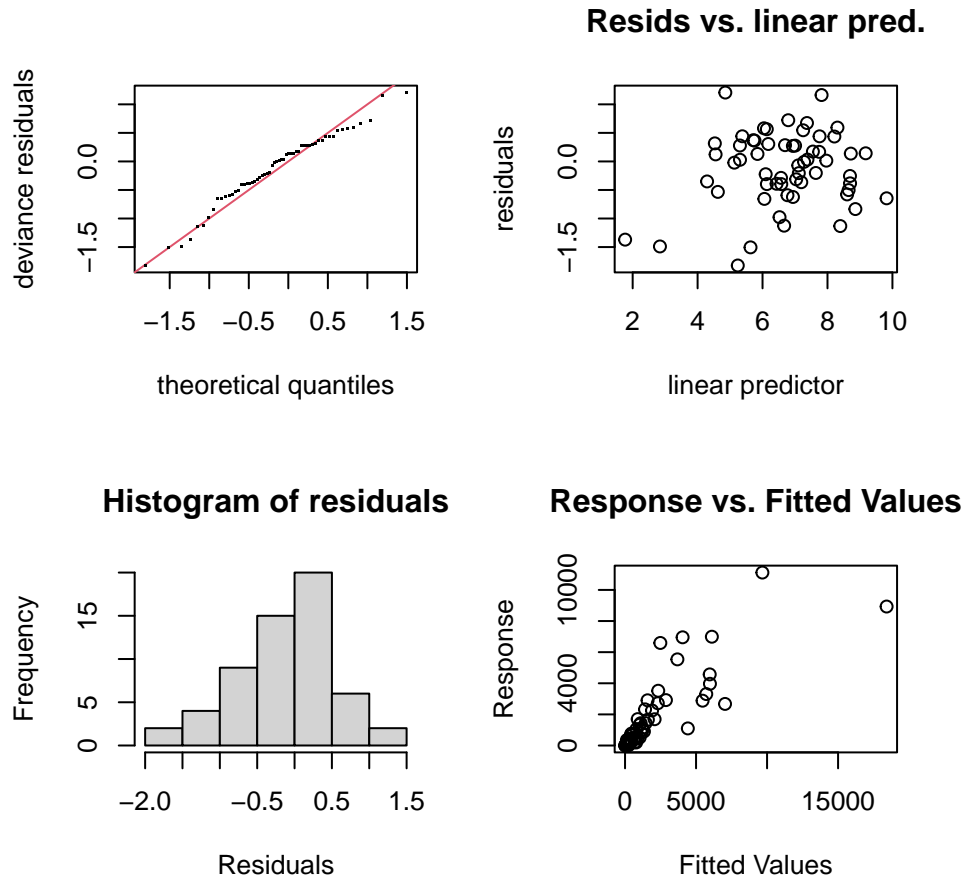 deviance residuals
0.0
−1.5
−1.5 −0.5 0.5 1.5
theoretical quantiles
Resids vs. linear pred.
residuals
0.0
−1.5
2 4 6 8 10
linear predictor
Histogram of residuals
Frequency
15
5
0
−2.0 −0.5 0.5 1.5
Residuals
Response vs. Fitted Values
Response
10000
4000
0
0 5000 15000
Fitted Values